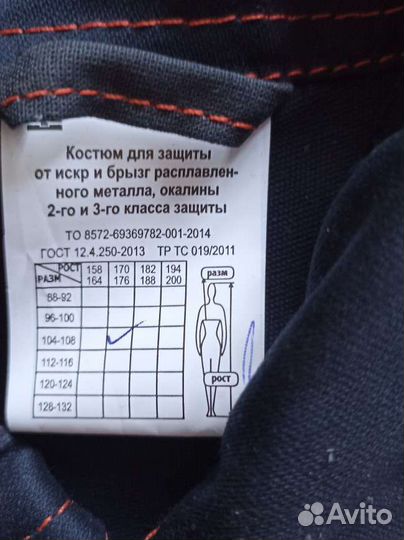 Костюм для защиты
от искр и брызг расплавлен-
ного металла, окалины
2-го и 3-го класса защиты
ТО 8572-69369782-001-2014
ГОСТ 12.4.250-2013 ТР ТС 019/2011
РОСТ 158 170 182 194
РАЗМ 164 176 188 200
88-92
96-100
104-108
112-116
120-124
128-132
разм
рост
Avito